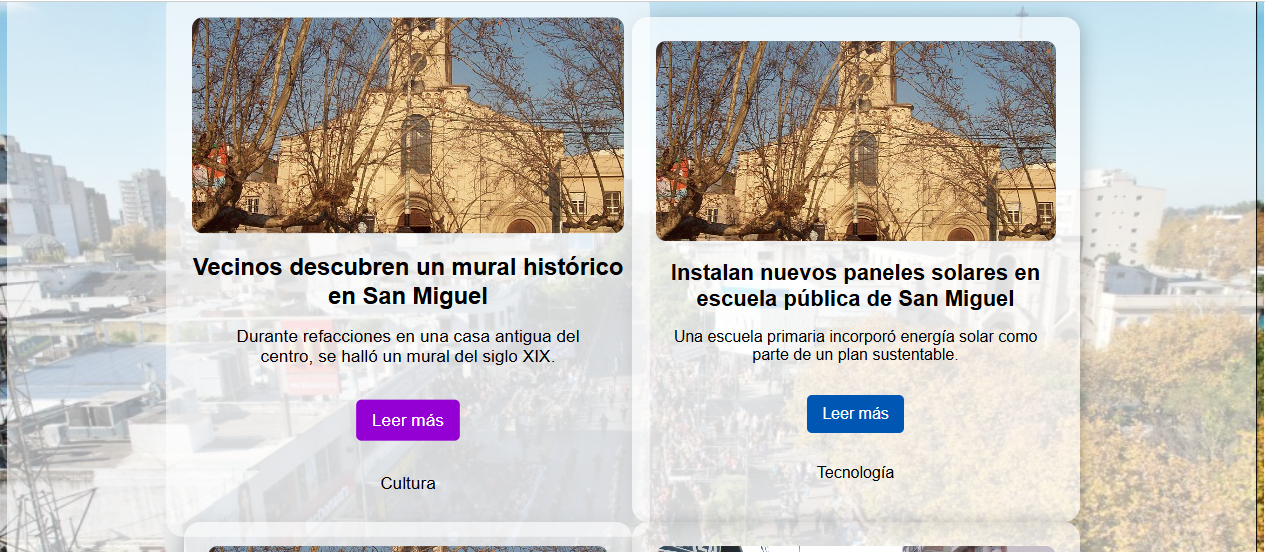 Vecinos descubren un mural histórico
en San Miguel
Durante refacciones en una casa antigua del
centro, se halló un mural del siglo XIX.
Leer más
Cultura
Instalan nuevos paneles solares en
escuela pública de San Miguel
Una escuela primaria incorporó energía solar como
parte de un plan sustentable.
Leer más
Tecnología